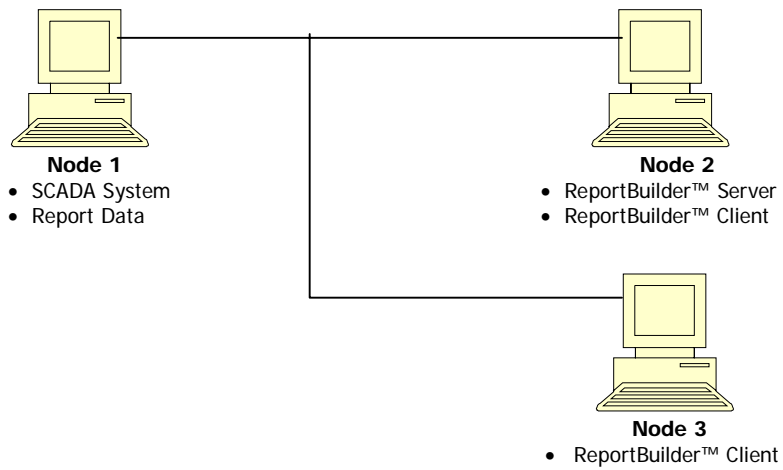 Node 1
• SCADA System
• Report Data
Node 2
• ReportBuilder™ Server
• ReportBuilder™ Client
Node 3
• ReportBuilder™ Client